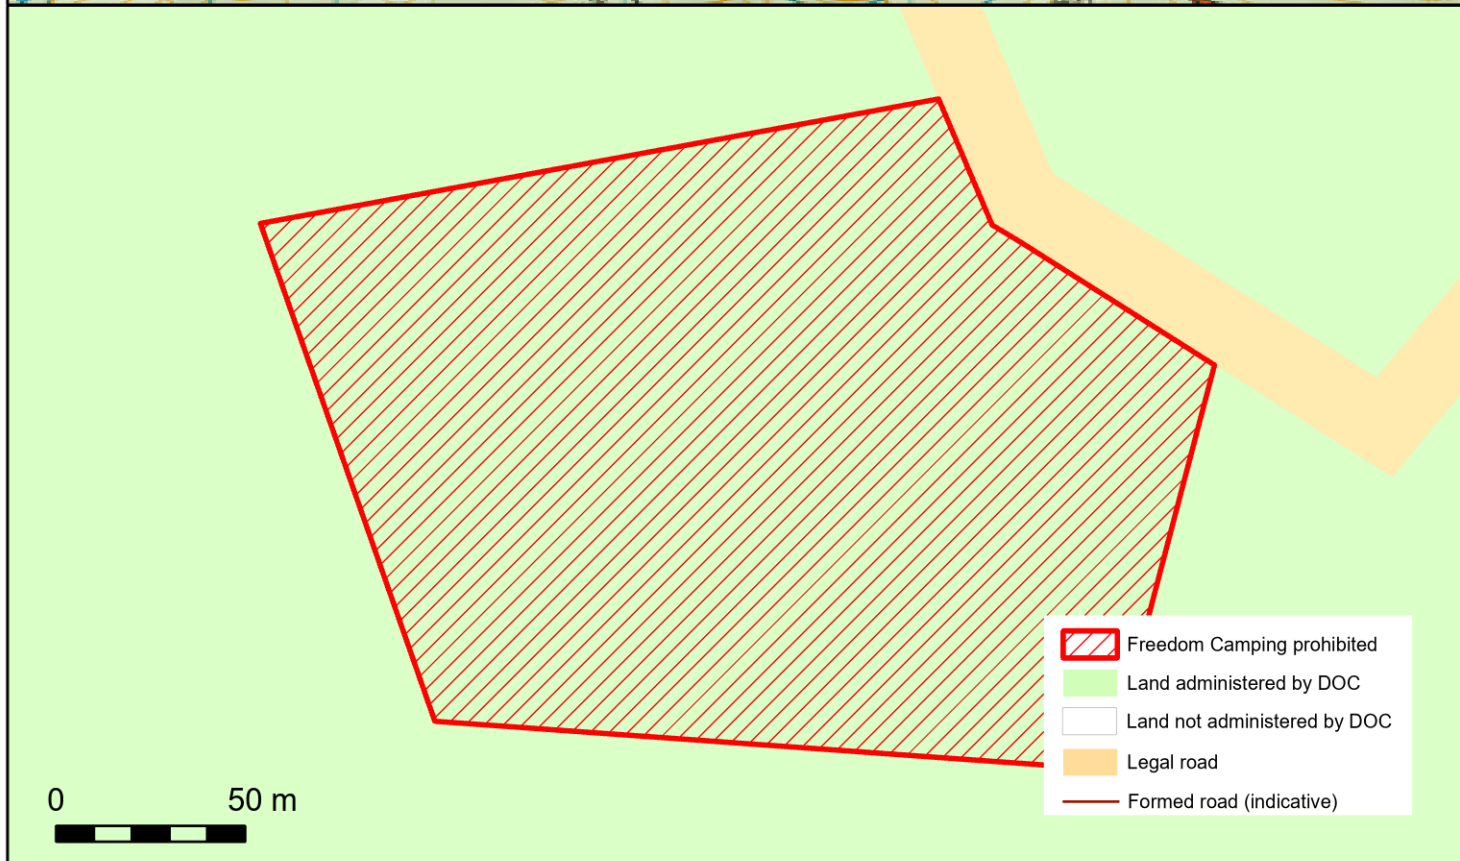 Freedom Camping prohibited
Land administered by DOC
Land not administered by DOC
Legal road
Formed road (indicative)
0 50 m